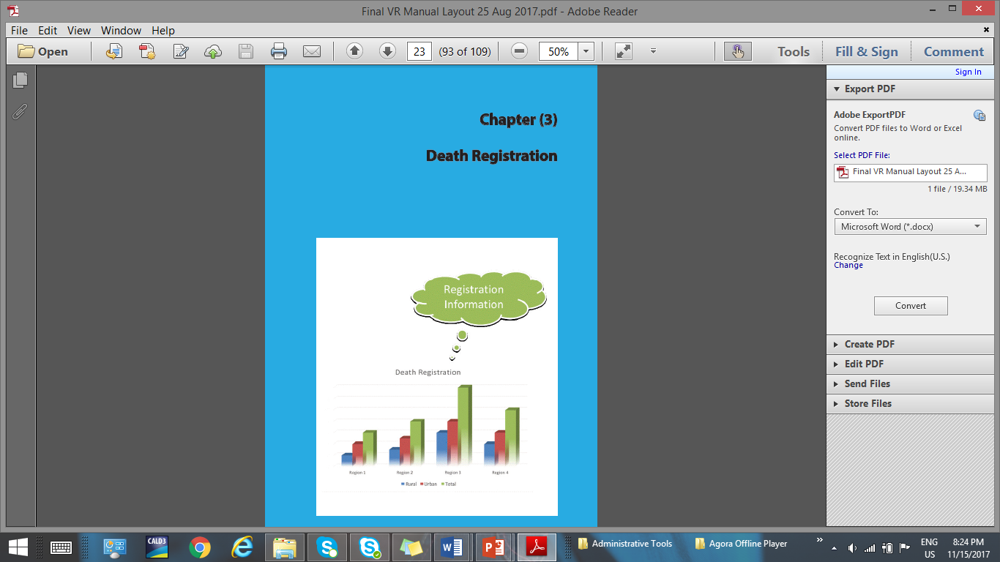 Final VR Manual Layout 25 Aug 2017.pdf - Adobe Reader
File Edit View Window Help
Open 23 (93 of 109) 50% Tools Fill & Sign Comment
Sign In
Export PDF
Adobe ExportPDF
Convert PDF files to Word or Excel
online.
Select PDF File:
Final VR Manual Layout 25 A...
1 file / 19.34 MB
Convert To:
Microsoft Word (*.docx)
Recognize Text in English(U.S.)
Change
Convert
Create PDF
Edit PDF
Send Files
Store Files
Chapter (3)
Death Registration
Registration
Information
Death Registration
Region 1 Region 2 Region 3 Region 4
Rural Urban Total
CALD3
Administrative Tools
Agora Offline Player
ENG
US
8:24 PM
11/15/2017